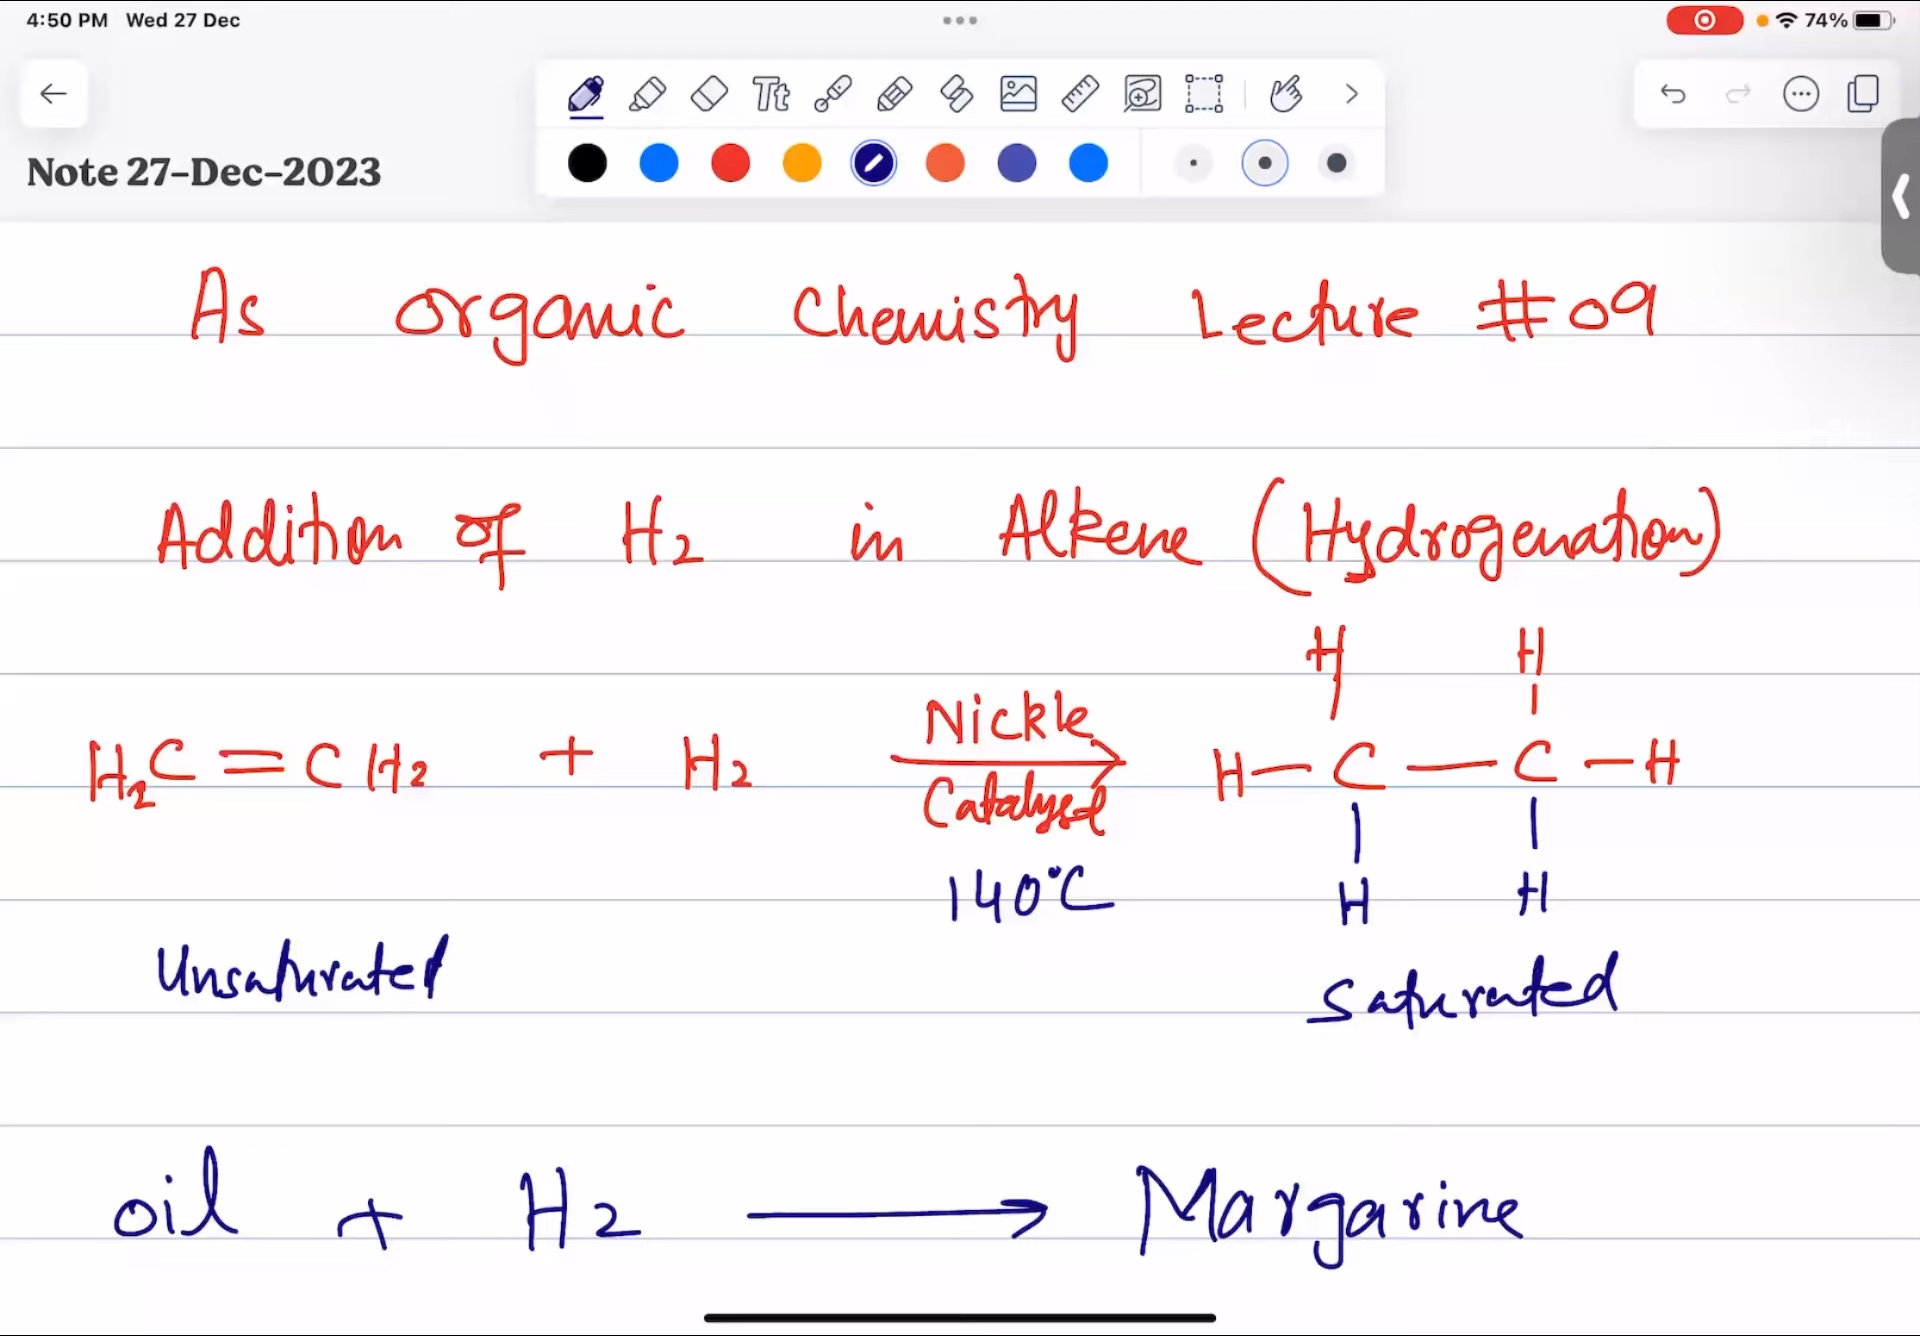 4:50 PM Wed 27 Dec
74%
Tt
Note 27-Dec-2023
As organic Chemistry Lecture #09
Addition of H2 in Alkene (Hydrogenation)
H H
H2C=CH2 + H2 Nickle H-C-C-H
Catalyst
140°C H H
Unsaturated Saturated
oil + H2 → Margarine